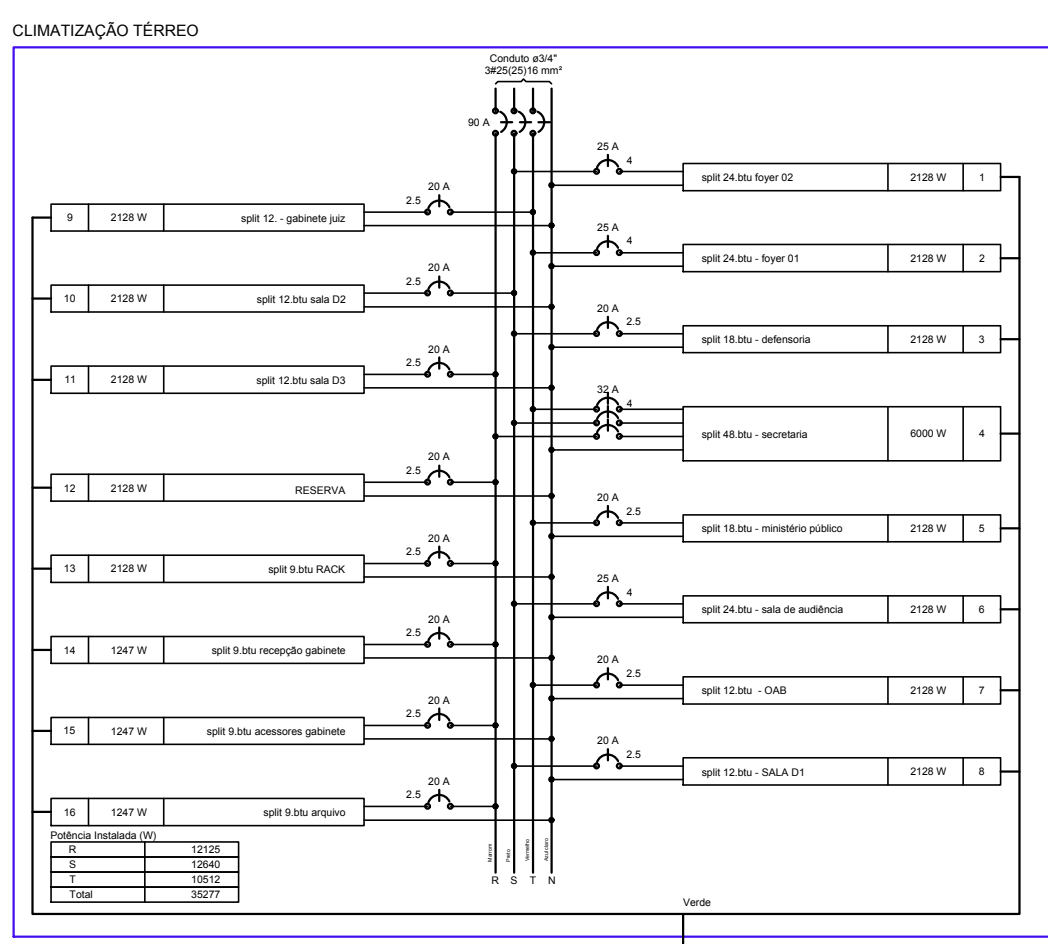 CLIMATIZAÇÃO TÉRREO
Conduto ø3/4"
3#25(25)16 mm²
90 A
25 A
4
split 24.btu foyer 02 2128 W 1
20 A
2.5
9 2128 W split 12. - gabinete juiz
25 A
4
split 24.btu - foyer 01 2128 W 2
20 A
2.5
10 2128 W split 12.btu sala D2
20 A
2.5
split 18.btu - defensoria 2128 W 3
20 A
2.5
11 2128 W split 12.btu sala D3
32 A
4
split 48.btu - secretaria 6000 W 4
20 A
2.5
12 2128 W RESERVA
20 A
2.5
split 18.btu - ministério público 2128 W 5
20 A
2.5
13 2128 W split 9.btu RACK
25 A
4
split 24.btu - sala de audiência 2128 W 6
20 A
2.5
14 1247 W split 9.btu recepção gabinete
20 A
2.5
split 12.btu - OAB 2128 W 7
20 A
2.5
15 1247 W split 9.btu acessores gabinete
20 A
2.5
split 12.btu - SALA D1 2128 W 8
20 A
2.5
16 1247 W split 9.btu arquivo
Potência Instalada (W)
R 12125
S 12640
T 10512
Total 35277
Marrom
Preto
Vermelho
Azul claro
R S T N
Verde